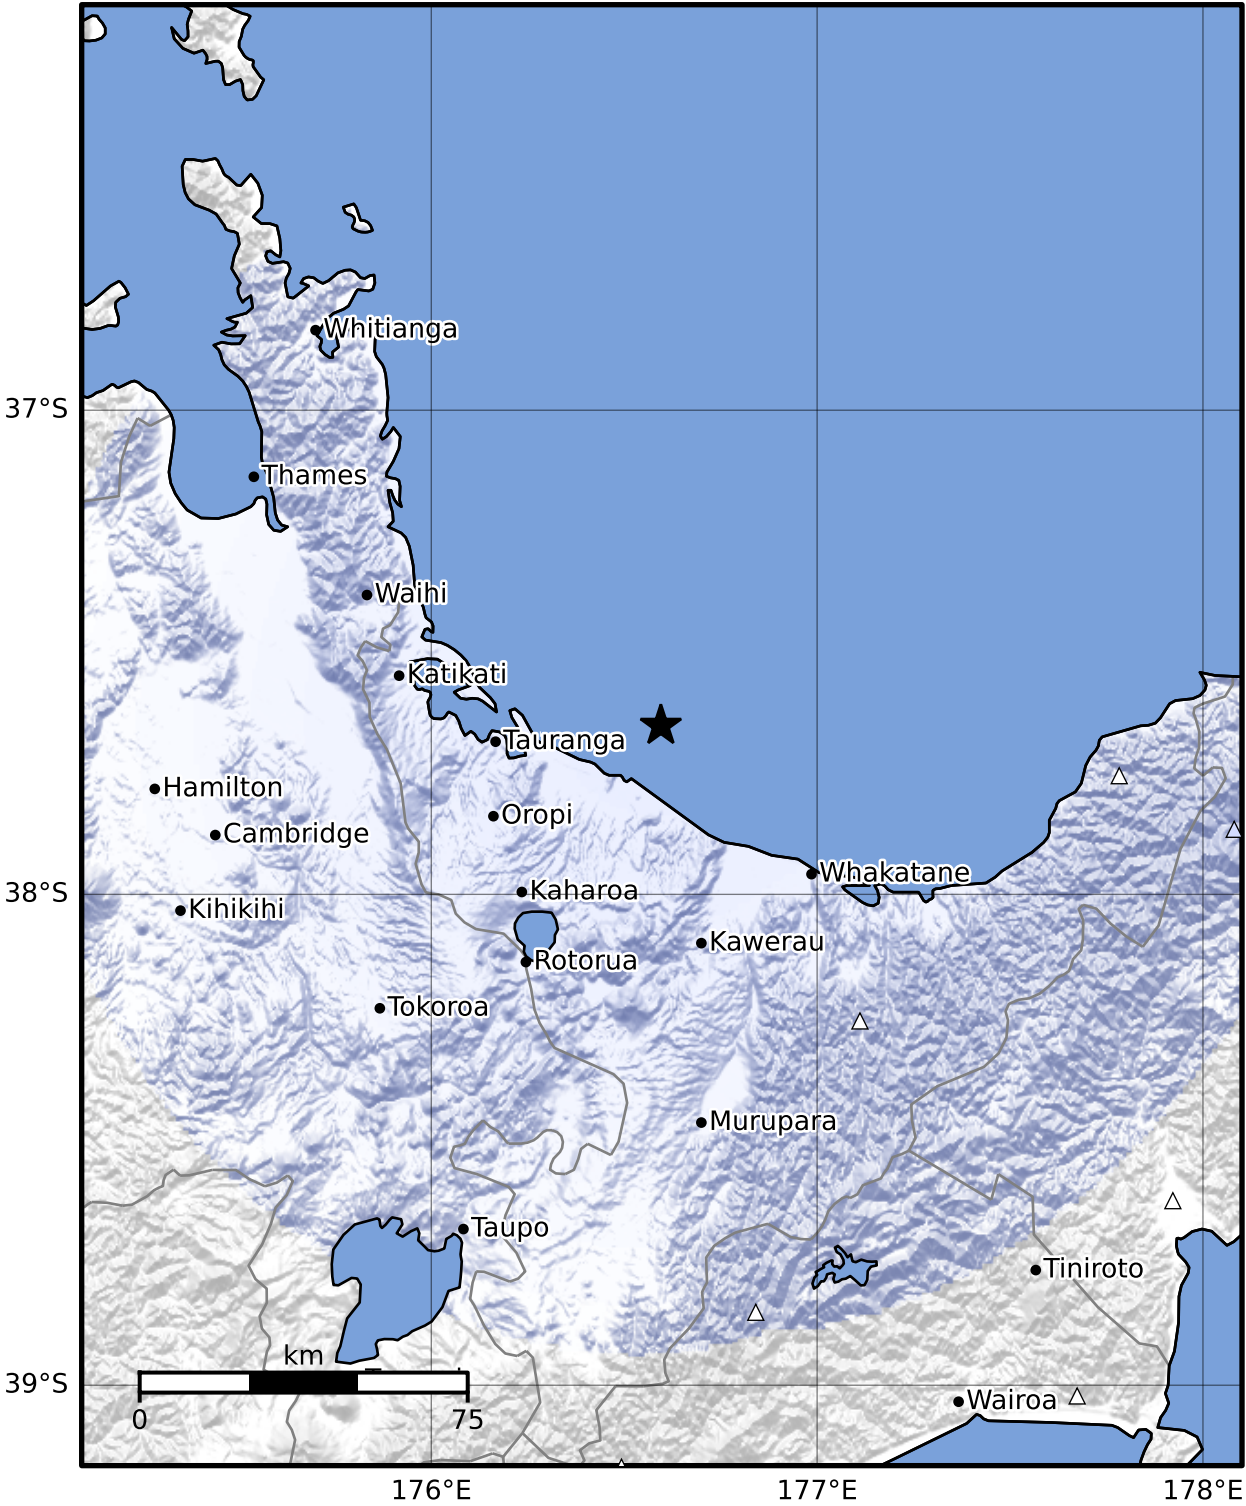 Whitianga
37°S
Thames
Waihi
Katikati
Tauranga
Hamilton
Oropi
Cambridge
Whakatane
38°S
Kaharoa
Kihikihi
Kawerau
Rotorua
Tokoroa
Murupara
Taupo
Tiniroto
km
39°S
Wairoa
0 75
176°E 177°E 178°E